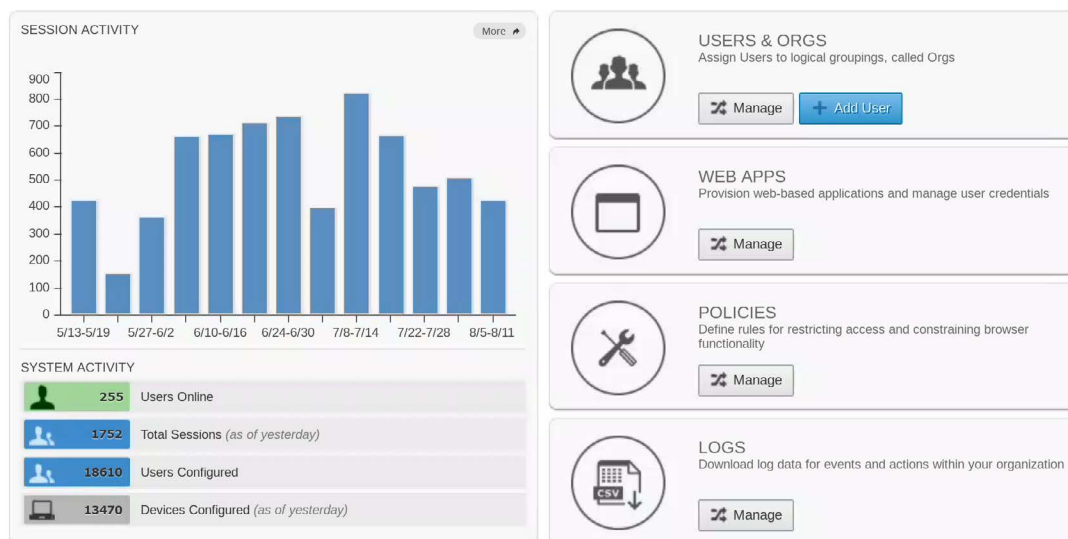 SESSION ACTIVITY
More
900
800
700
600
500
400
300
200
100
0
5/13-5/19 5/27-6/2 6/10-6/16 6/24-6/30 7/8-7/14 7/22-7/28 8/5-8/11
SYSTEM ACTIVITY
255 Users Online
1752 Total Sessions (as of yesterday)
18610 Users Configured
13470 Devices Configured (as of yesterday)
USERS & ORGS
Assign Users to logical groupings, called Orgs
Manage + Add User
WEB APPS
Provision web-based applications and manage user credentials
Manage
POLICIES
Define rules for restricting access and constraining browser
functionality
Manage
LOGS
Download log data for events and actions within your organization
CSV
Manage